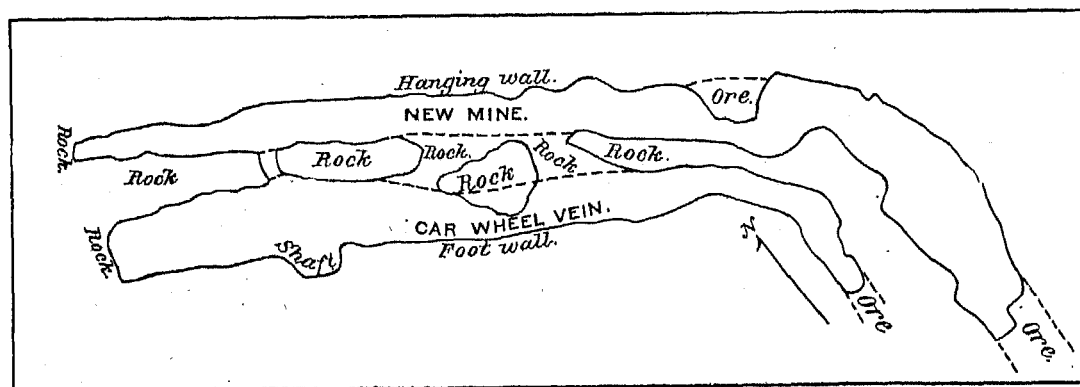 Hanging wall.
Ore.
NEW MINE.
Rock.
Rock
Rock
Rock.
Rock
Rock
Rock.
Rock.
CAR WHEEL VEIN.
Foot wall.
Shaft
N
Ore
Ore.